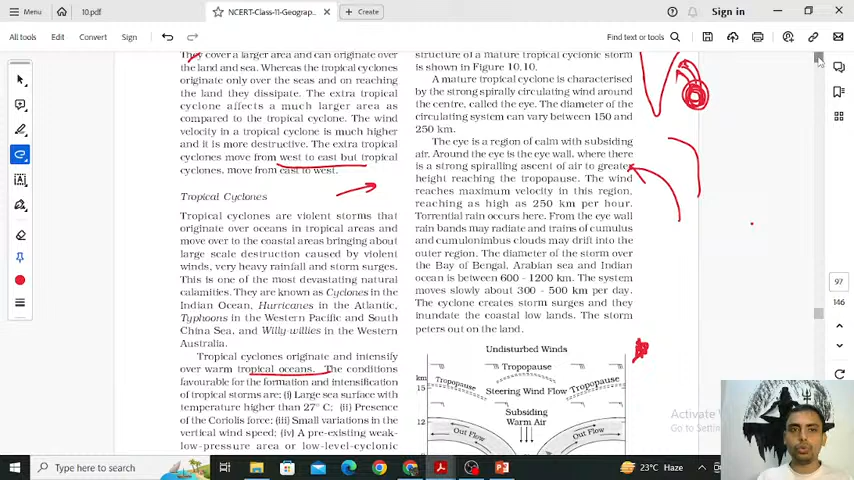 Menu
10.pdf
NCERT-Class-11-Geograp...
Create
Sign in
All tools
Edit
Convert
Sign
Find text or tools
They cover a larger area and can originate over
the land and sea. Whereas the tropical cyclones
originate only over the seas and on reaching
the land they dissipate. The extra tropical
cyclone affects a much larger area as
compared to the tropical cyclone. The wind
velocity in a tropical cyclone is much higher
and it is more destructive. The extra tropical
cyclones move from west to east but tropical
cyclones, move from east to west.
Tropical Cyclones
Tropical cyclones are violent storms that
originate over oceans in tropical areas and
move over to the coastal areas bringing about
large scale destruction caused by violent
winds, very heavy rainfall and storm surges.
This is one of the most devastating natural
calamities. They are known as Cyclones in the
Indian Ocean, Hurricanes in the Atlantic,
Typhoons in the Western Pacific and South
China Sea, and Willy-willies in the Western
Australia.
Tropical cyclones originate and intensify
over warm tropical oceans. The conditions
favourable for the formation and intensification
of tropical storms are: (i) Large sea surface with
temperature higher than 27° C; (ii) Presence
of the Coriolis force; (iii) Small variations in the
vertical wind speed; (iv) A pre-existing weak-
low-pressure area or low-level-cyclonic
structure of a mature tropical cyclonic storm
is shown in Figure 10.10.
A mature tropical cyclone is characterised
by the strong spirally circulating wind around
the centre, called the eye. The diameter of the
circulating system can vary between 150 and
250 km.
The eye is a region of calm with subsiding
air. Around the eye is the eye wall, where there
is a strong spiralling ascent of air to greater
height reaching the tropopause. The wind
reaches maximum velocity in this region,
reaching as high as 250 km per hour.
Torrential rain occurs here. From the eye wall
rain bands may radiate and trains of cumulus
and cumulonimbus clouds may drift into the
outer region. The diameter of the storm over
the Bay of Bengal, Arabian sea and Indian
ocean is between 600 - 1200 km. The system
moves slowly about 300 - 500 km per day.
The cyclone creates storm surges and they
inundate the coastal low lands. The storm
peters out on the land.
Undisturbed Winds
Tropopause
km
15
Tropopause
Steering Wind Flow
Tropopause
12
Subsiding
Warm Air
Out Flow
Out Flow
97
146
Activate
Go to Setting
Type here to search
23°C Haze